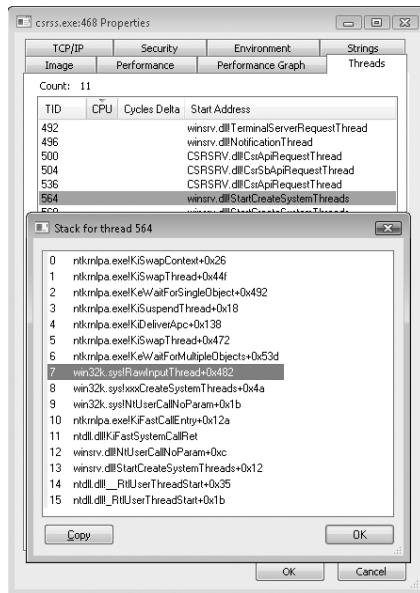 csrss.exe:468 Properties
TCP/IP Security Environment Strings
Image Performance Performance Graph Threads
Count: 11
TID CPU Cycles Delta Start Address
492 winsrv.dll!TerminalServerRequestThread
496 winsrv.dll!NotificationThread
500 CSRSRV.dll!CsrApiRequestThread
504 CSRSRV.dll!CsrSbApiRequestThread
536 CSRSRV.dll!CsrApiRequestThread
564 winsrv.dll!StartCreateSystemThreads
winsrv.dll!StartCreateSystemThreads
Stack for thread 564
0 ntkrnlpa.exe!KiSwapContext+0x26
1 ntkrnlpa.exe!KiSwapThread+0x44f
2 ntkrnlpa.exe!KeWaitForSingleObject+0x492
3 ntkrnlpa.exe!KiSuspendThread+0x18
4 ntkrnlpa.exe!KiDeliverApc+0x138
5 ntkrnlpa.exe!KiSwapThread+0x472
6 ntkrnlpa.exe!KeWaitForMultipleObjects+0x53d
7 win32k.sys!RawInputThread+0x482
8 win32k.sys!xxxCreateSystemThreads+0x4a
9 win32k.sys!NtUserCallNoParam+0x1b
10 ntkrnlpa.exe!KiFastCallEntry+0x12a
11 ntdll.dll!KiFastSystemCallRet
12 winsrv.dll!NtUserCallNoParam+0xc
13 winsrv.dll!StartCreateSystemThreads+0x12
14 ntdll.dll!__RtlUserThreadStart+0x35
15 ntdll.dll!_RtlUserThreadStart+0x1b
Copy OK
OK Cancel